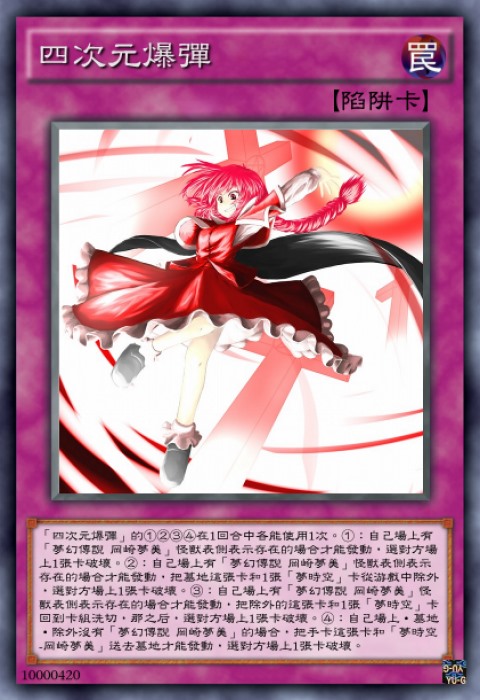 四次元爆彈
罠
【陷阱卡】
「四次元爆彈」的①②③④在1回合中各能使用1次。①：自己場上有
「夢幻傳說 岡崎夢美」怪獸表側表示存在的場合才能發動，選對方場
上1張卡破壞。②：自己場上有「夢幻傳說 岡崎夢美」怪獸表側表示
存在的場合才能發動，把墓地這張卡和1張「夢時空」卡從遊戲中除外
，選對方場上1張卡破壞。③：自己場上有「夢幻傳說 岡崎夢美」怪
獸表側表示存在的場合才能發動，把除外的這張卡和1張「夢時空」卡
回到卡組洗切，那之后，選對方場上1張卡破壞。④：自己場上・墓地
・除外沒有「夢幻傳說 岡崎夢美」的場合，把手卡這張卡和「夢時空
-岡崎夢美」送去墓地才能發動，選對方場上1張卡破壞。
10000420